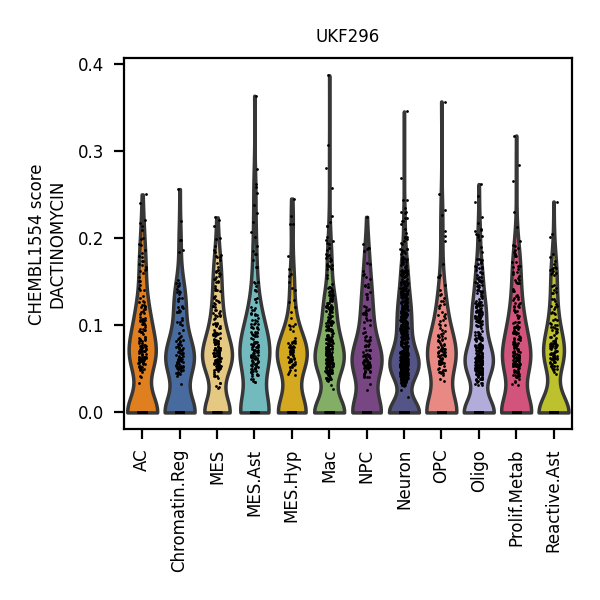 UKF296
CHEMBL1554 score
DACTINOMYCIN
0.4
0.3
0.2
0.1
0.0
AC
Chromatin.Reg
MES
MES.Ast
MES.Hyp
Mac
NPC
Neuron
OPC
Oligo
Prolif.Metab
Reactive.Ast